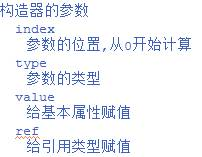 构造器的参数
index
参数的位置,从0开始计算
type
参数的类型
value
给基本属性赋值
ref
给引用类型赋值